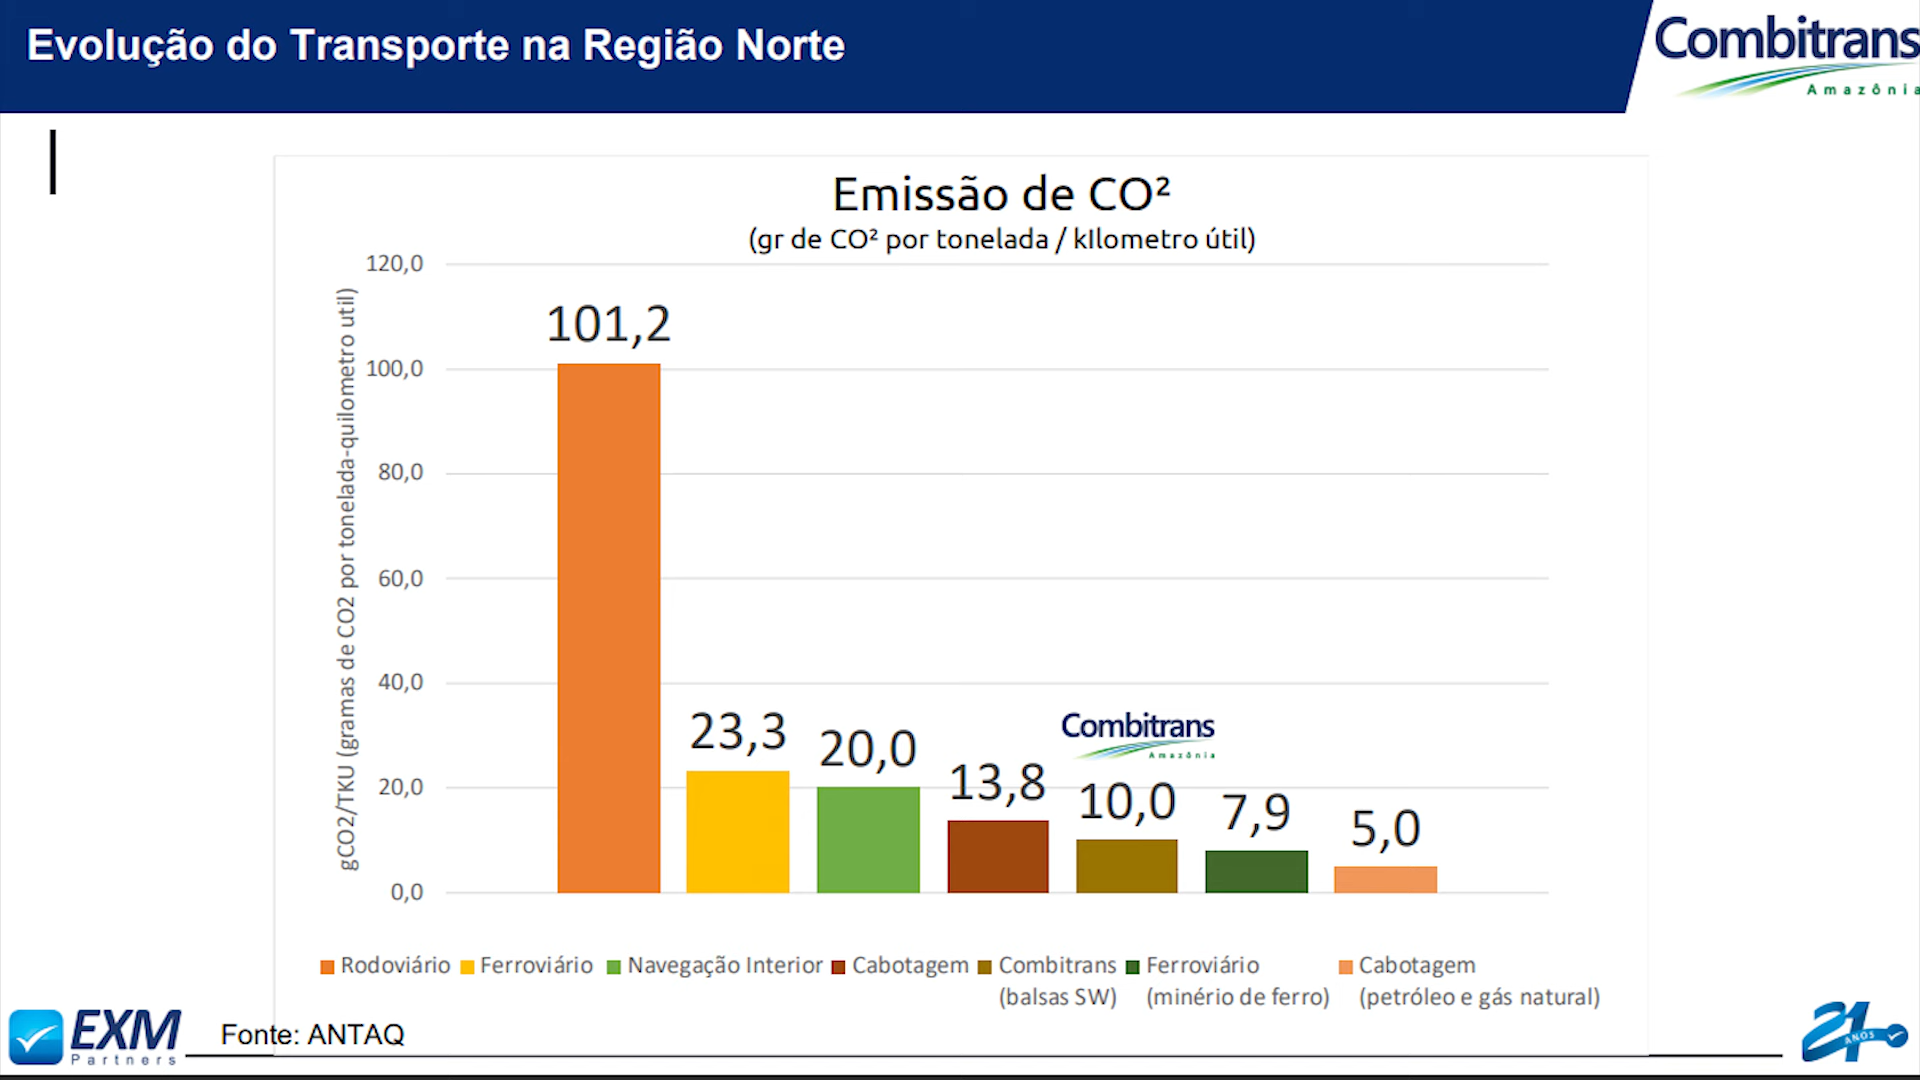 Evolução do Transporte na Região Norte
Combitrans
Amazônia
Emissão de CO²
(gr de CO² por tonelada / kIlometro útil)
gCO2/TKU (gramas de CO2 por tonelada-quilometro util)
120,0
100,0
80,0
60,0
40,0
20,0
0,0
101,2
23,3
20,0
13,8
Combitrans
Amazônia
10,0
7,9
5,0
Rodoviário Ferroviário Navegação Interior Cabotagem Combitrans (balsas SW) Ferroviário (minério de ferro) Cabotagem (petróleo e gás natural)
EXM
Partners
Fonte: ANTAQ
21
ANOS